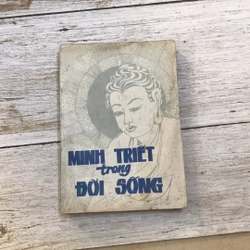 MINH TRIẾT
trong
ĐỜI SỐNG